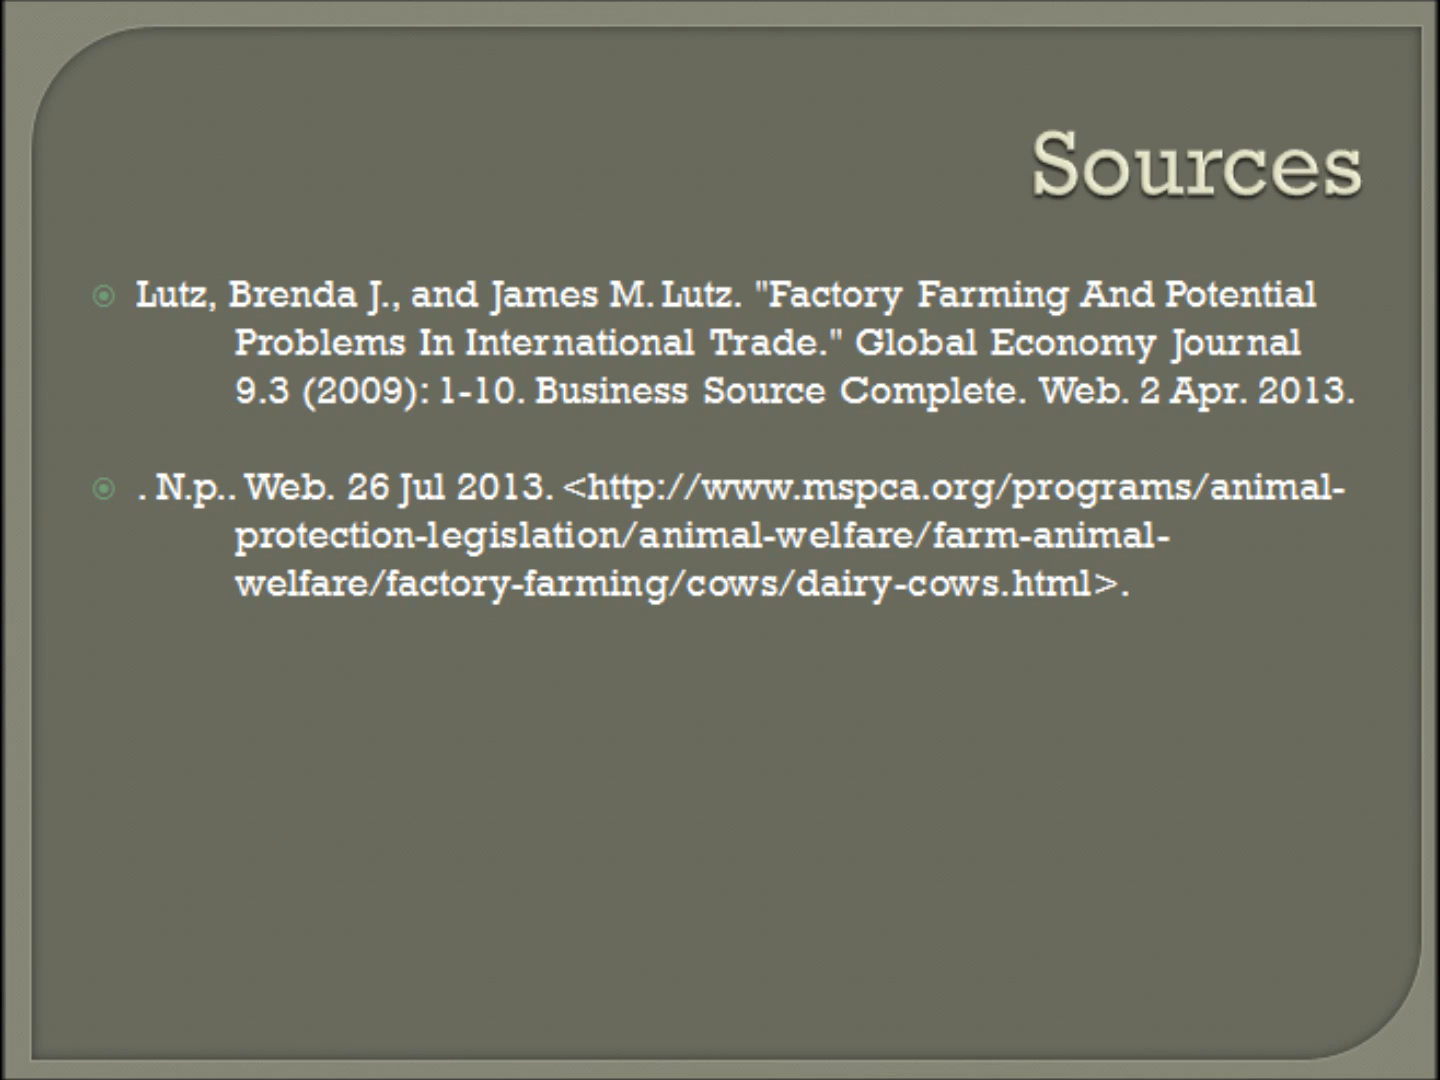 Sources
Lutz, Brenda J., and James M. Lutz. "Factory Farming And Potential
Problems In International Trade." Global Economy Journal
9.3 (2009): 1-10. Business Source Complete. Web. 2 Apr. 2013.
. N.p.. Web. 26 Jul 2013. <http://www.mspca.org/programs/animal-
protection-legislation/animal-welfare/farm-animal-
welfare/factory-farming/cows/dairy-cows.html>.